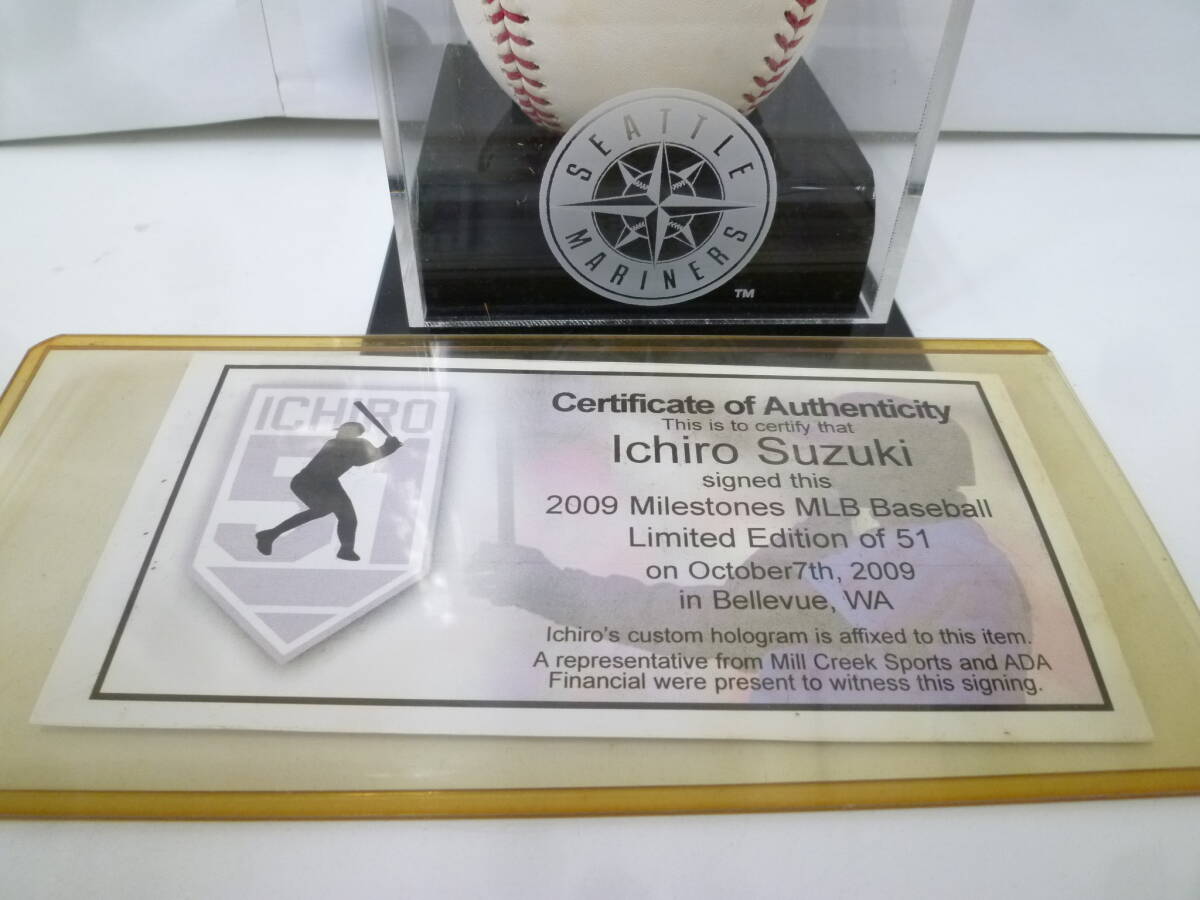 SEATTLE
MARINERS
TM
ICHIRO
51
Certificate of Authenticity
This is to certify that
Ichiro Suzuki
signed this
2009 Milestones MLB Baseball
Limited Edition of 51
on October7th, 2009
in Bellevue, WA
Ichiro's custom hologram is affixed to this item.
A representative from Mill Creek Sports and ADA
Financial were present to witness this signing.